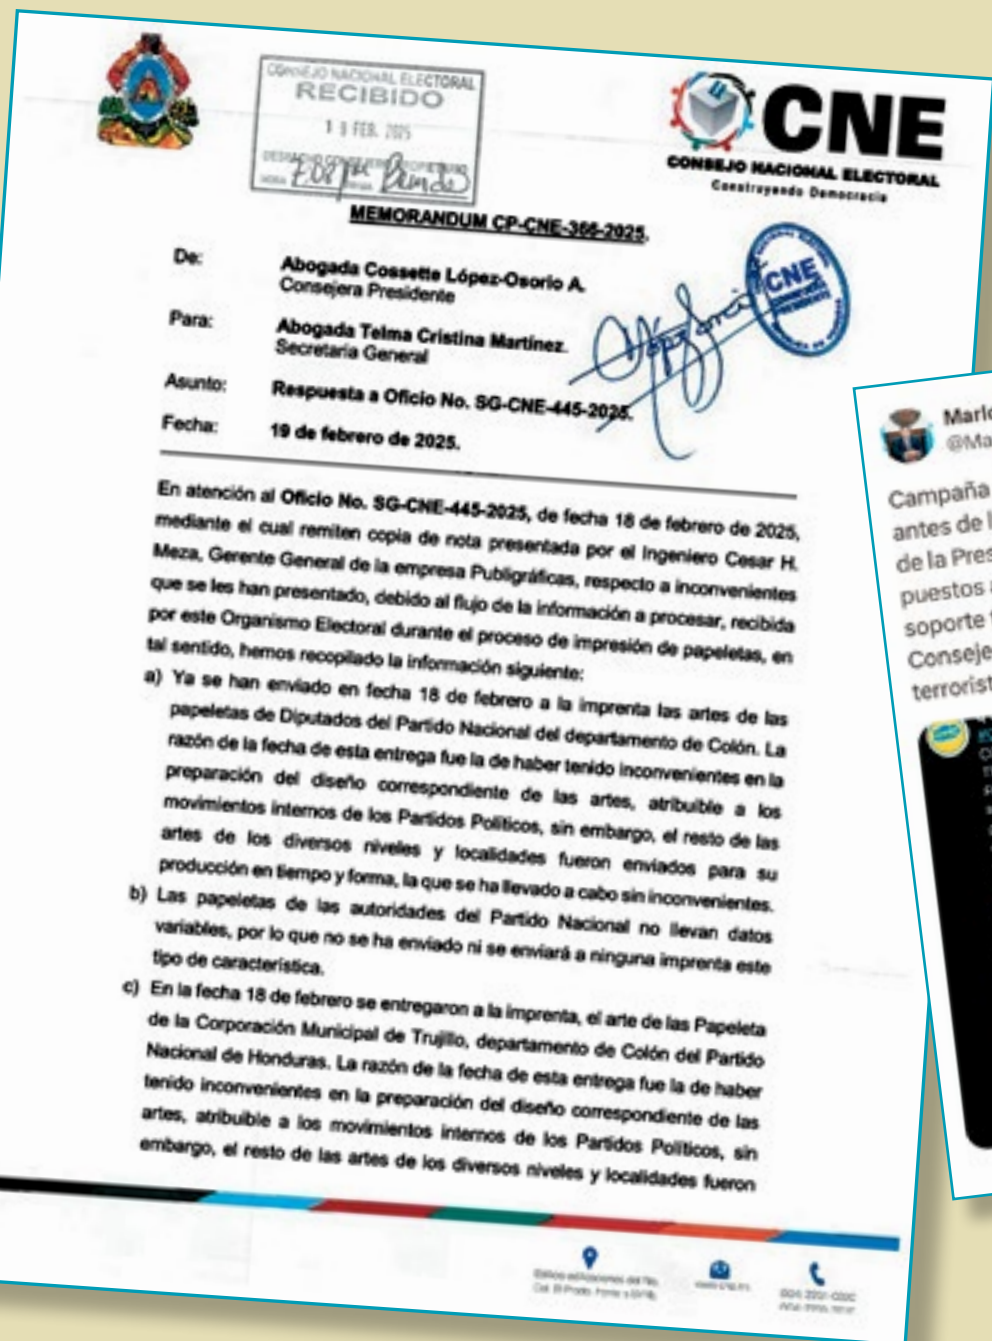 CONSEJO NACIONAL ELECTORAL
RECIBIDO
FEB. 2025
CNE
CONSEJO NACIONAL ELECTORAL
Construyendo Democracia
MEMORANDUM CP-CNE-366-2025.
CNE
PRESIDENTE
De: Abogada Cossette López-Osorio A.
Consejera Presidente
Para: Abogada Telma Cristina Martínez.
Secretaria General
Asunto: Respuesta a Oficio No. SG-CNE-445-2025.
Fecha: 19 de febrero de 2025.
En atención al Oficio No. SG-CNE-445-2025, de fecha 18 de febrero de 2025,
mediante el cual remiten copia de nota presentada por el Ingeniero Cesar H.
Meza, Gerente General de la empresa Publigráficas, respecto a inconvenientes
que se les han presentado, debido al flujo de la información a procesar, recibida
por este Organismo Electoral durante el proceso de impresión de papeletas, en
tal sentido, hemos recopilado la información siguiente:
a) Ya se han enviado en fecha 18 de febrero a la imprenta las artes de las
papeletas de Diputados del Partido Nacional del departamento de Colón. La
razón de la fecha de esta entrega fue la de haber tenido inconvenientes en la
preparación del diseño correspondiente de las artes, atribuible a los
movimientos internos de los Partidos Políticos, sin embargo, el resto de las
artes de los diversos niveles y localidades fueron enviados para su
producción en tiempo y forma, la que se ha llevado a cabo sin inconvenientes.
b) Las papeletas de las autoridades del Partido Nacional no llevan datos
variables, por lo que no se ha enviado ni se enviará a ninguna imprenta este
tipo de característica.
c) En la fecha 18 de febrero se entregaron a la imprenta, el arte de las Papeleta
de la Corporación Municipal de Trujillo, departamento de Colón del Partido
Nacional de Honduras. La razón de la fecha de esta entrega fue la de haber
tenido inconvenientes en la preparación del diseño correspondiente de las
artes, atribuible a los movimientos internos de los Partidos Políticos, sin
embargo, el resto de las artes de los diversos niveles y localidades fueron
Marlo
@Ma
Campaña
antes de l
de la Pres
puestos a
soporte
Conseje
terrorist